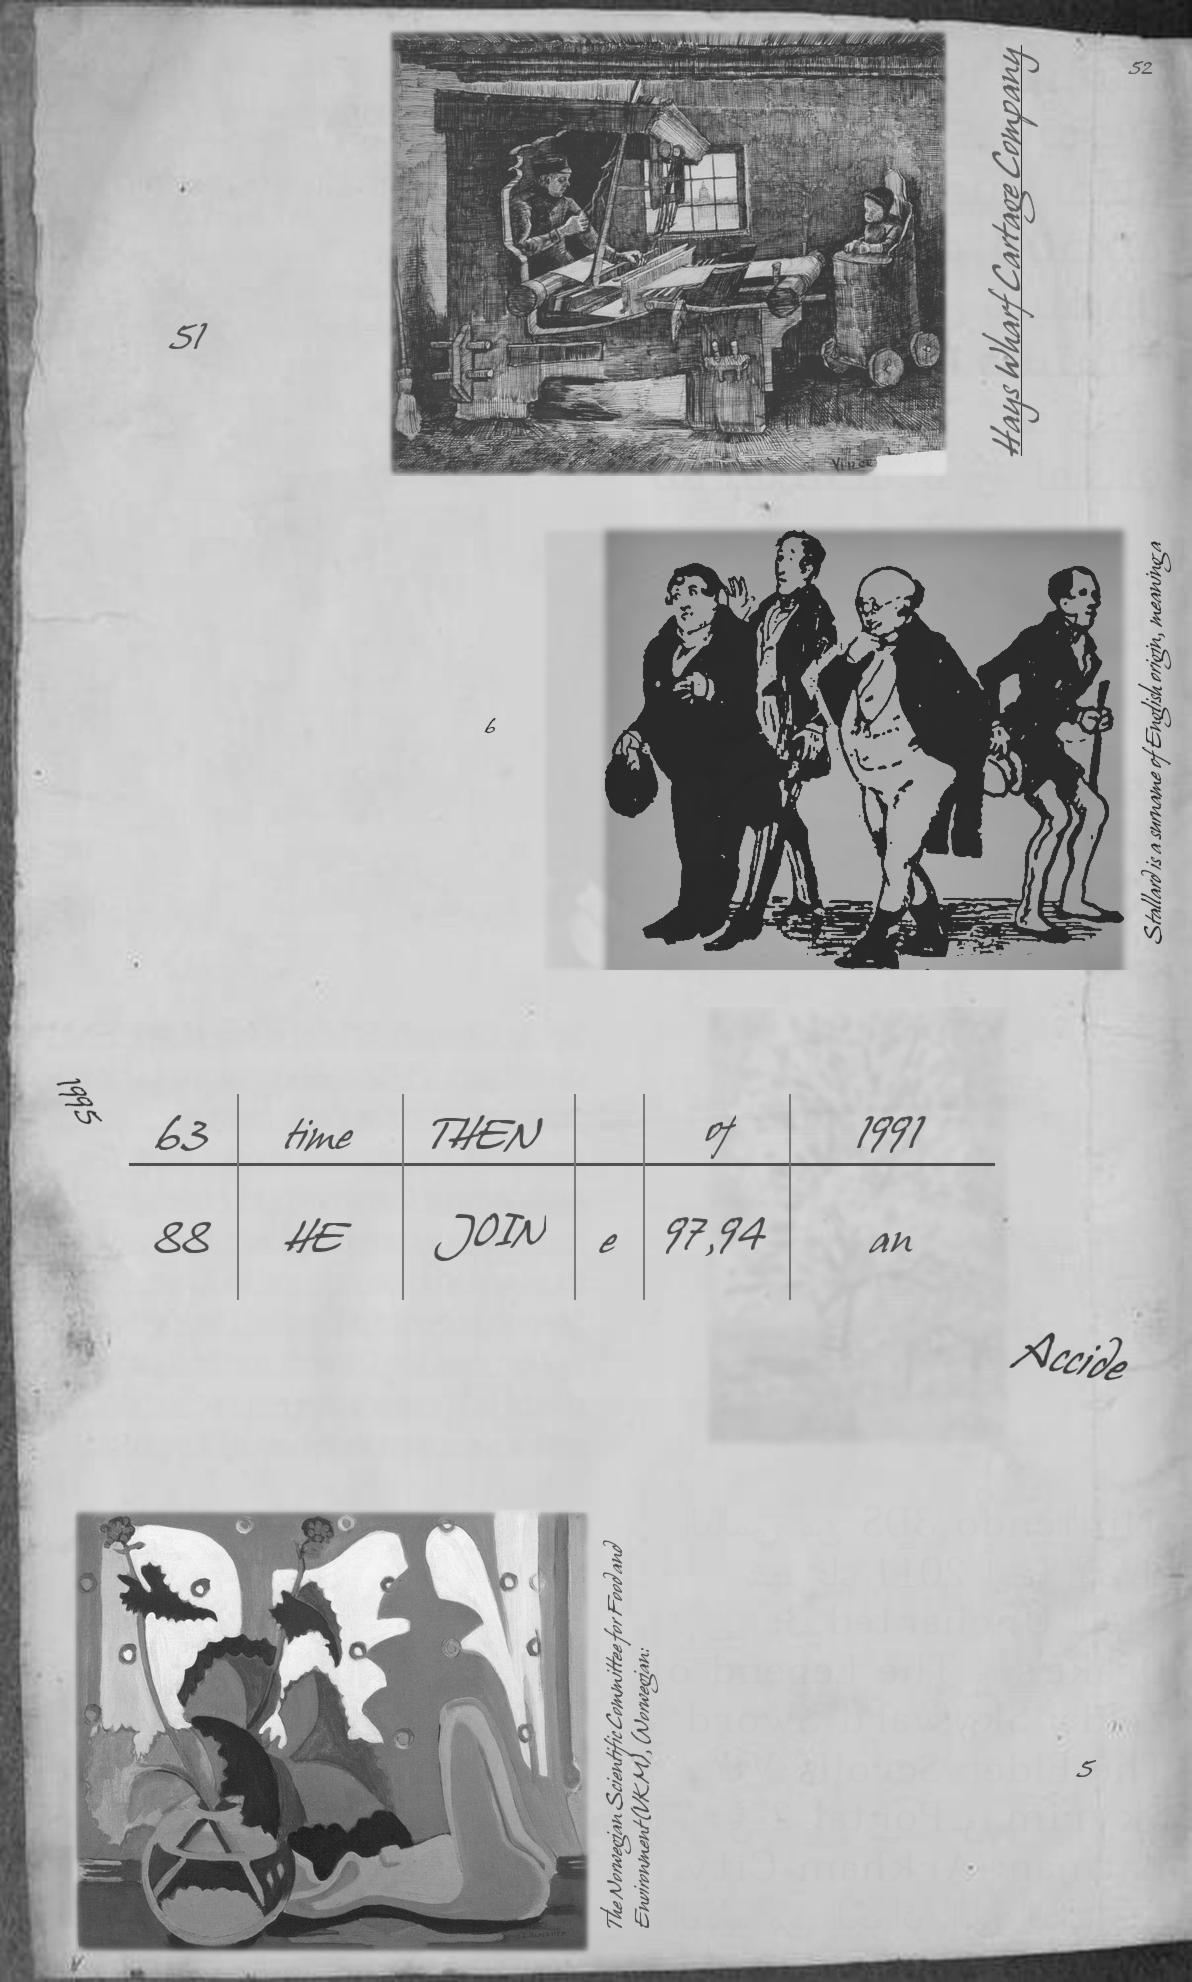 52
Hays Wharf Cartage Company
51
Vince
Stallard is a surname of English origin, meaning a
6
1995
63 time THEN of 1991
88 HE JOIN e 97,94 an
Accide
The Norwegian Scientific Committee for Food and
Environment (VKM), (Norwegian:
5